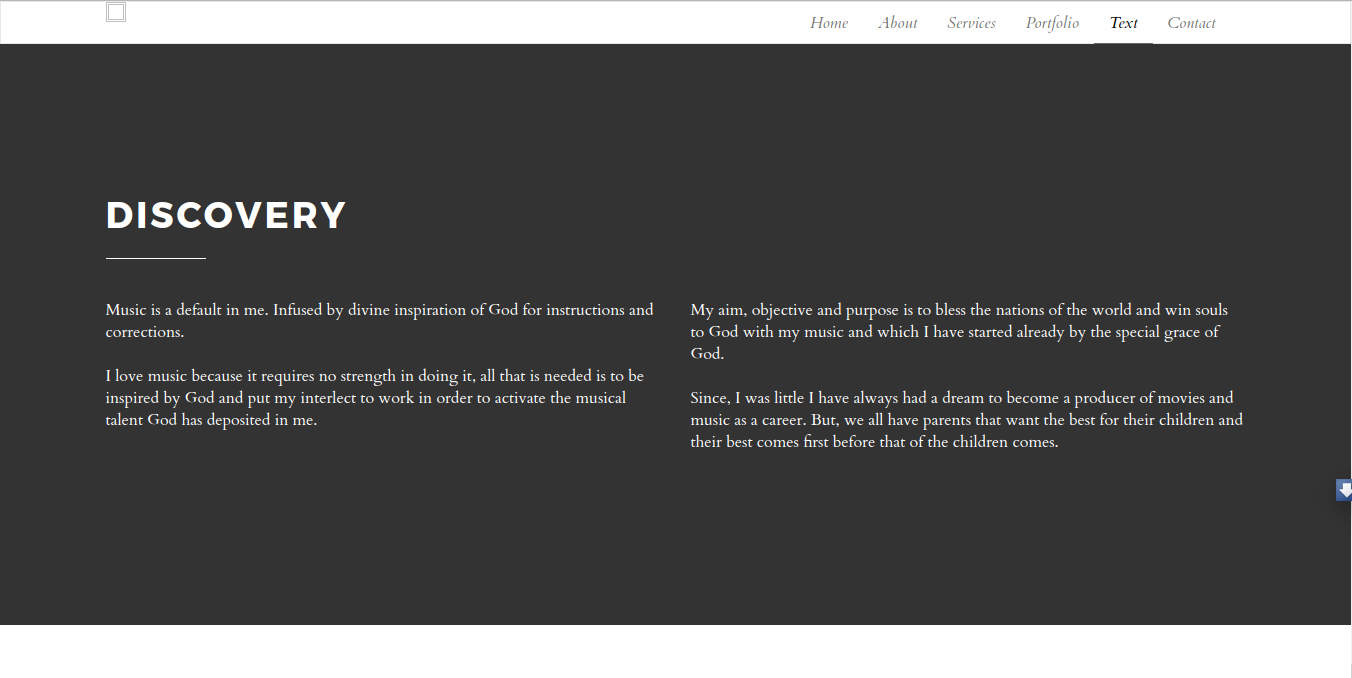 Home About Services Portfolio Text Contact
DISCOVERY
Music is a default in me. Infused by divine inspiration of God for instructions and
corrections.
I love music because it requires no strength in doing it, all that is needed is to be
inspired by God and put my interlect to work in order to activate the musical
talent God has deposited in me.
My aim, objective and purpose is to bless the nations of the world and win souls
to God with my music and which I have started already by the special grace of
God.
Since, I was little I have always had a dream to become a producer of movies and
music as a career. But, we all have parents that want the best for their children and
their best comes first before that of the children comes.